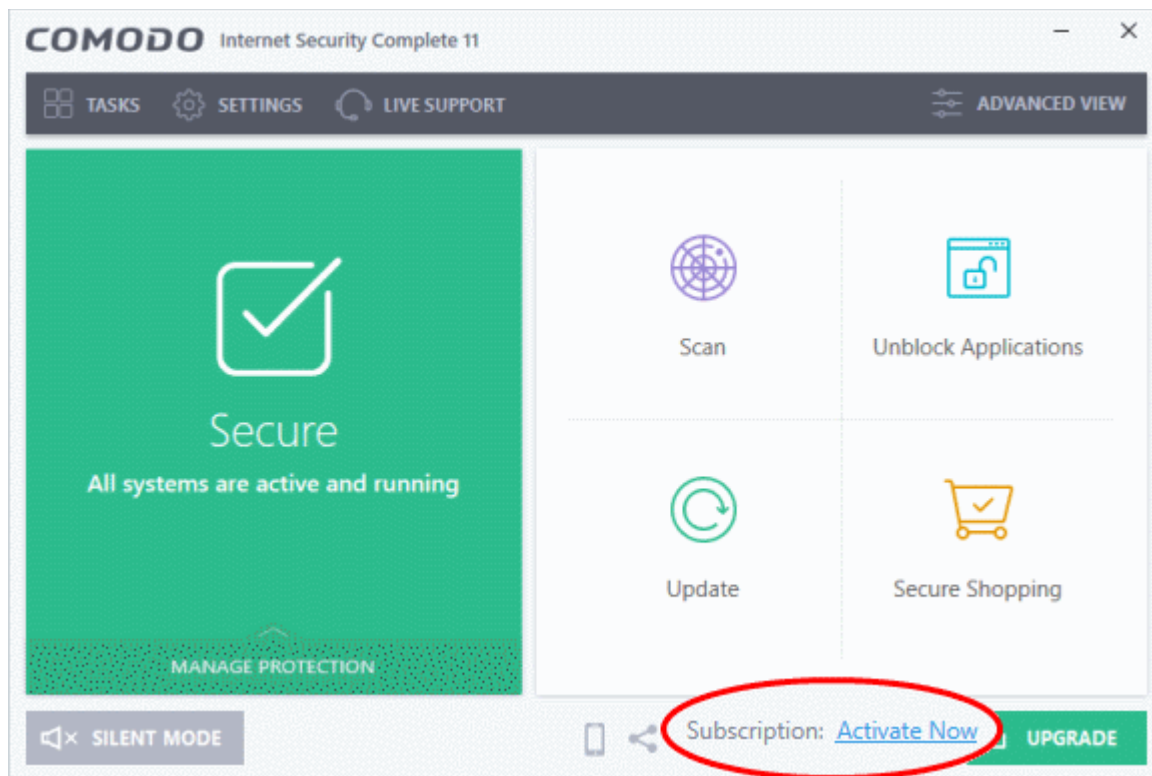 COMODO Internet Security Complete 11
TASKS SETTINGS LIVE SUPPORT ADVANCED VIEW
Secure
All systems are active and running
MANAGE PROTECTION
Scan
Unblock Applications
Update
Secure Shopping
SILENT MODE
Subscription: Activate Now
UPGRADE